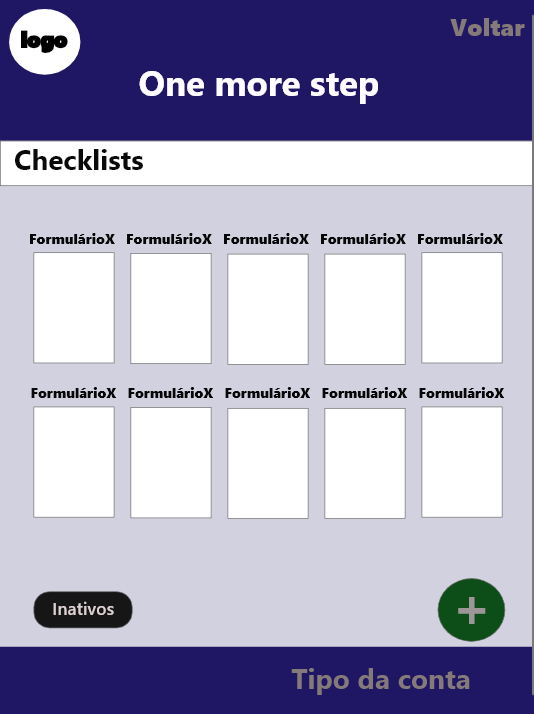 logo
Voltar
One more step
Checklists
FormulárioX FormulárioX FormulárioX FormulárioX FormulárioX
FormulárioX FormulárioX FormulárioX FormulárioX FormulárioX
Inativos
+
Tipo da conta